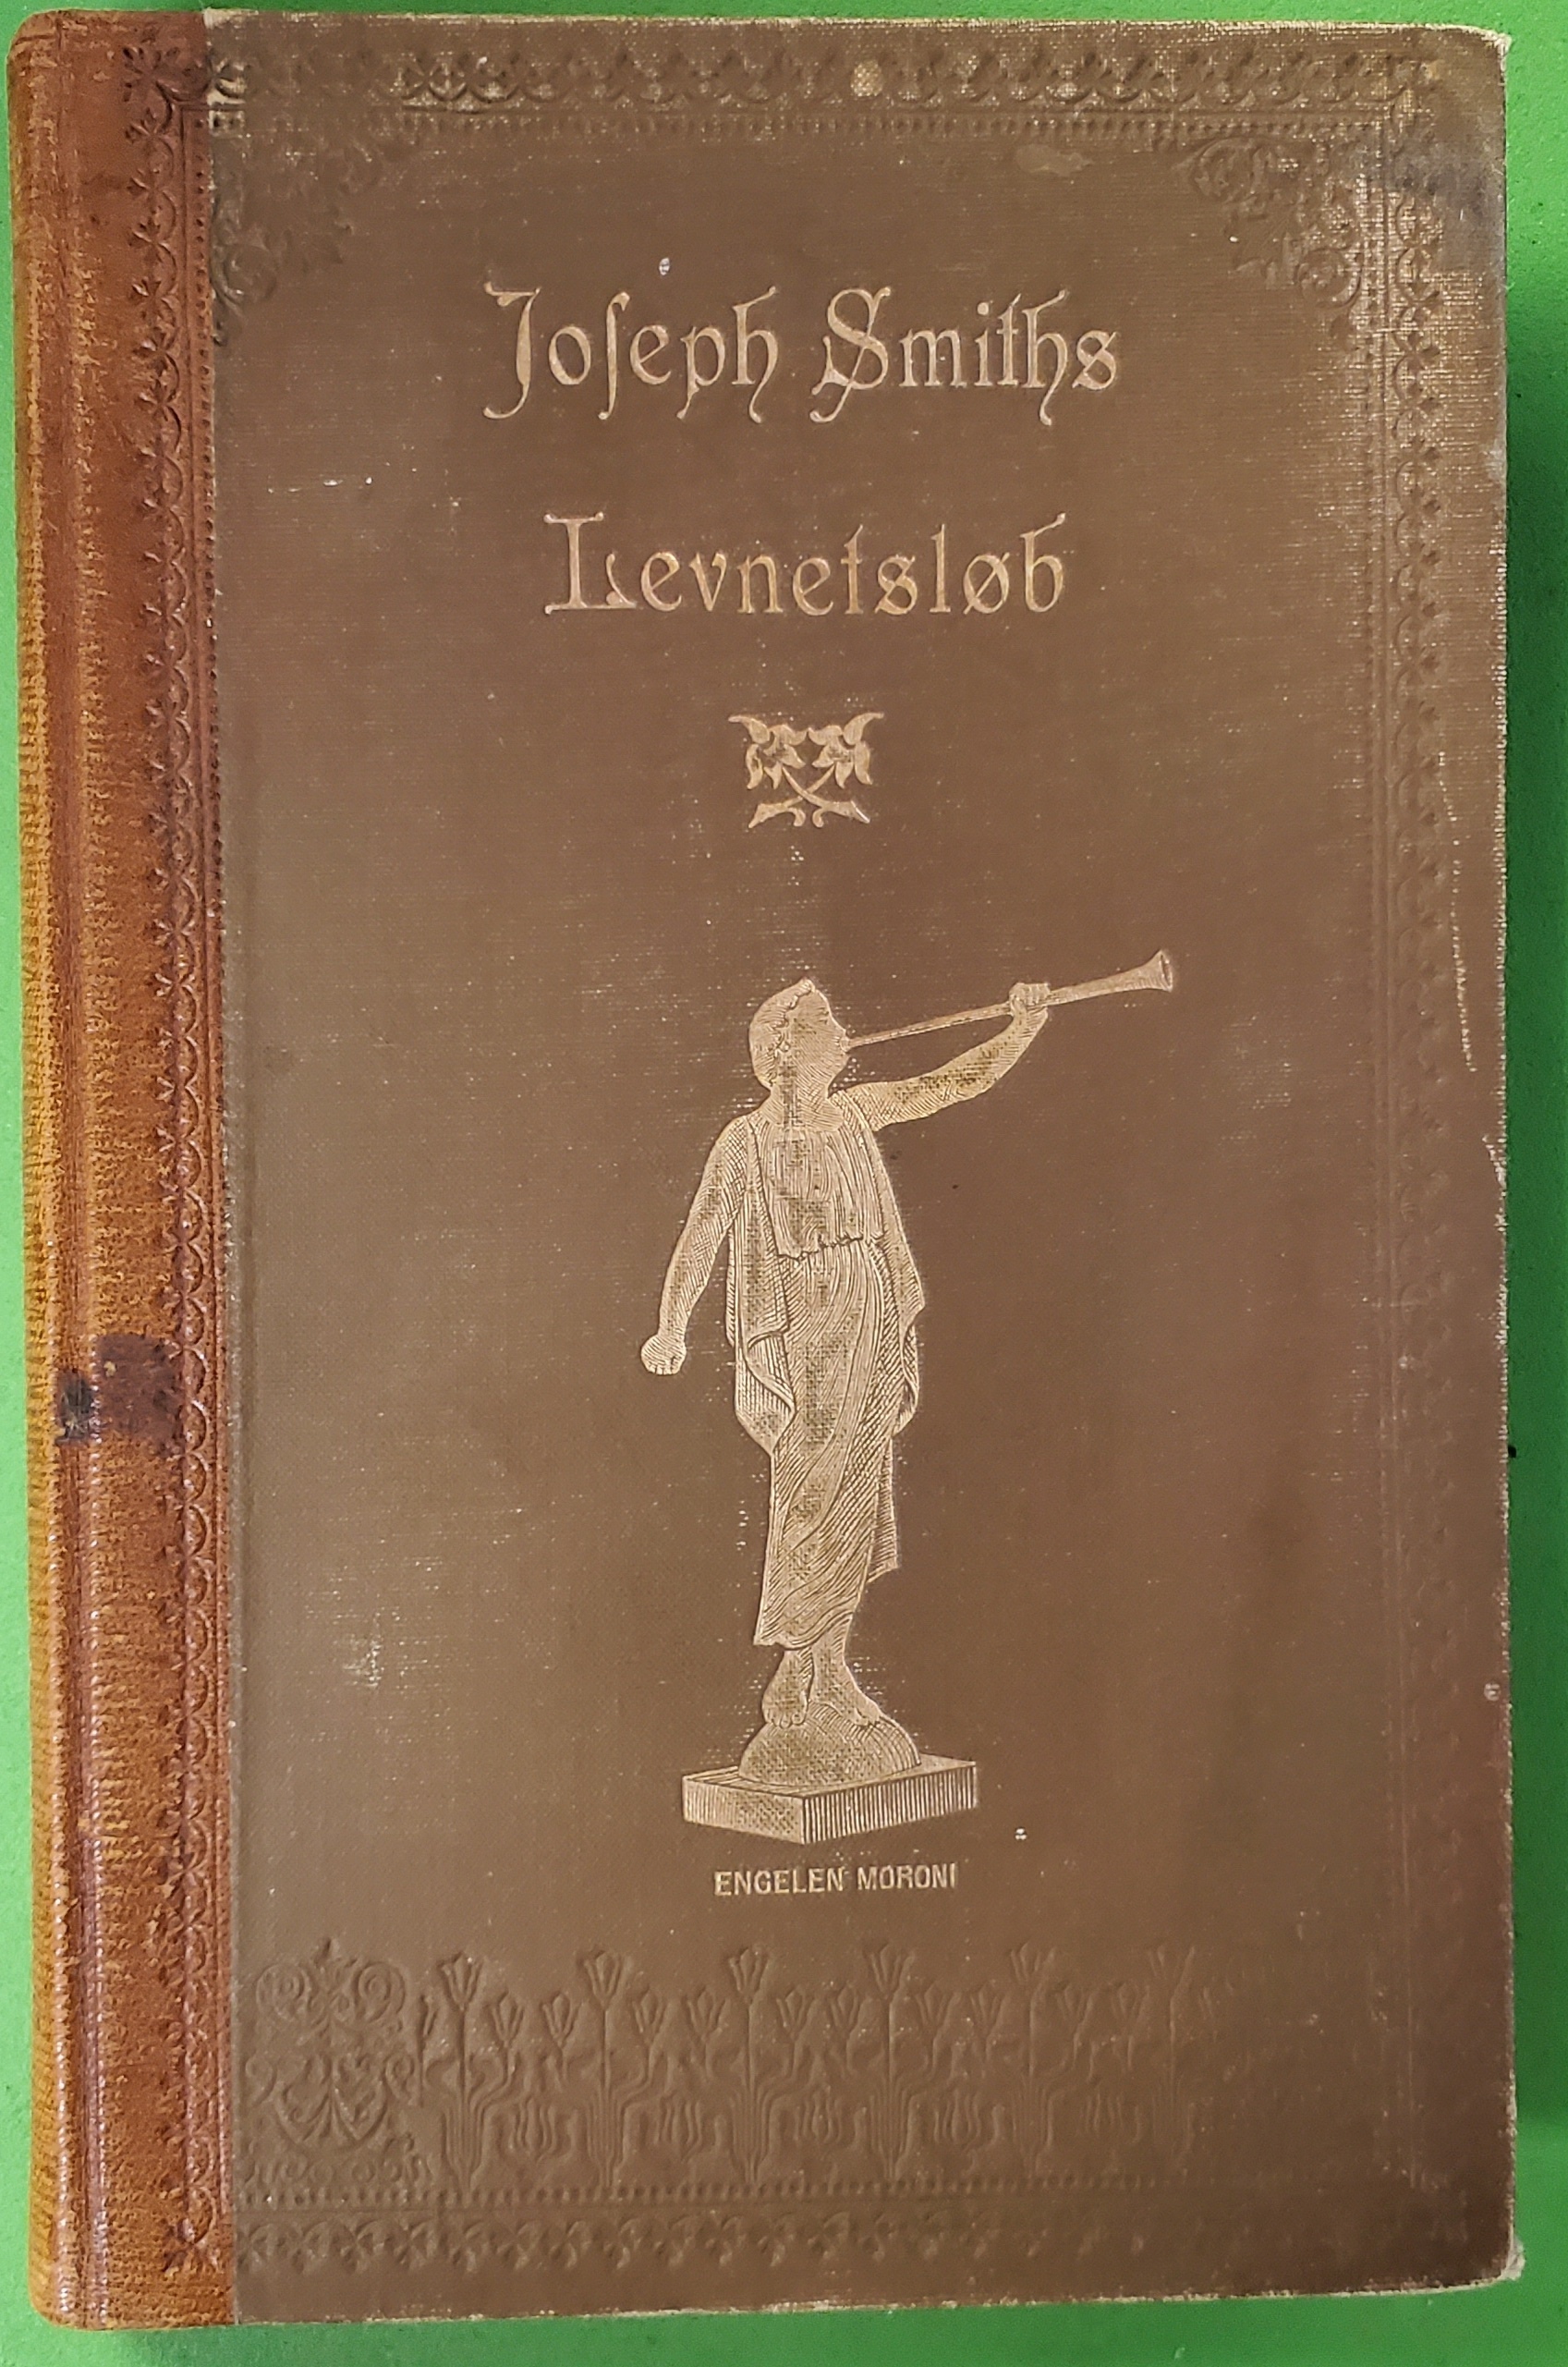 Joſeph Smiths
Levnetsløb
ENGELEN MORONI